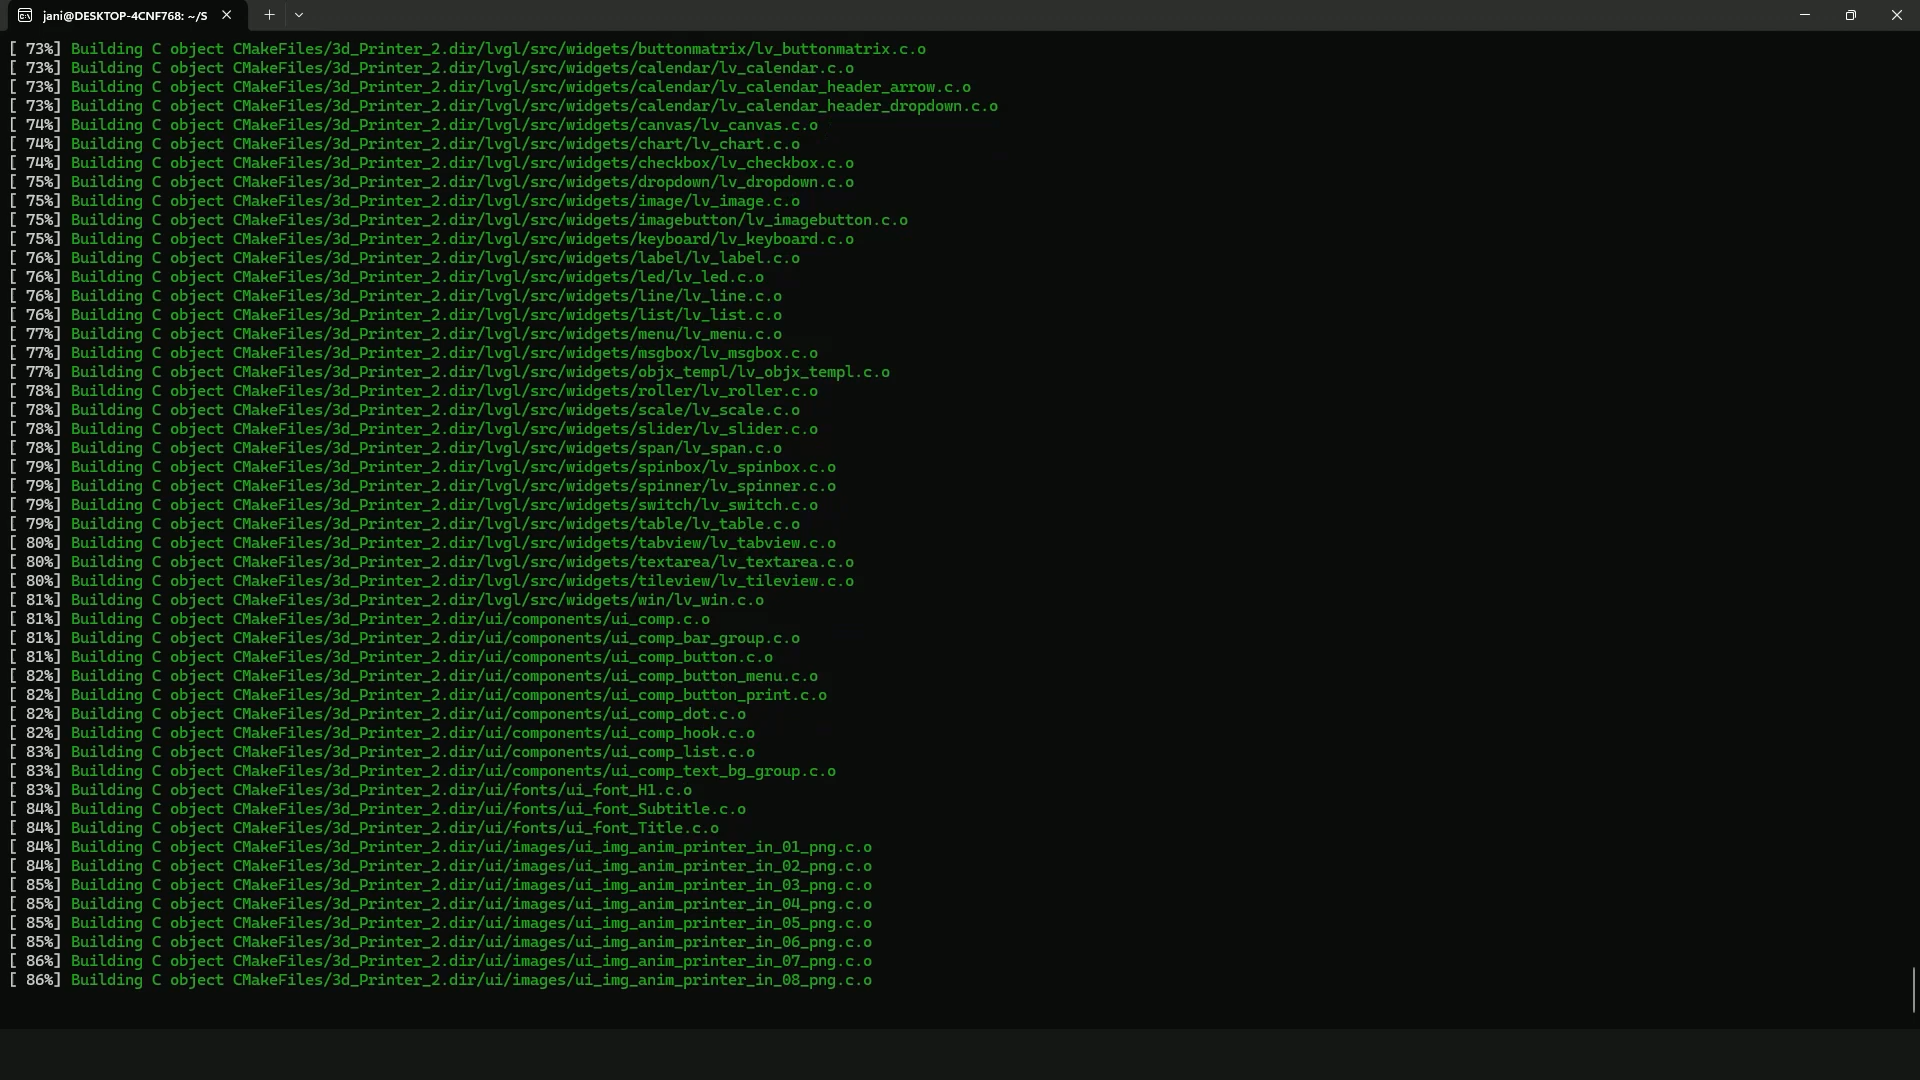 jani@DESKTOP-4CNF768: ~/S
[ 73%] Building C object CMakeFiles/3d_Printer_2.dir/lvgl/src/widgets/buttonmatrix/lv_buttonmatrix.c.o
[ 73%] Building C object CMakeFiles/3d_Printer_2.dir/lvgl/src/widgets/calendar/lv_calendar.c.o
[ 73%] Building C object CMakeFiles/3d_Printer_2.dir/lvgl/src/widgets/calendar/lv_calendar_header_arrow.c.o
[ 73%] Building C object CMakeFiles/3d_Printer_2.dir/lvgl/src/widgets/calendar/lv_calendar_header_dropdown.c.o
[ 74%] Building C object CMakeFiles/3d_Printer_2.dir/lvgl/src/widgets/canvas/lv_canvas.c.o
[ 74%] Building C object CMakeFiles/3d_Printer_2.dir/lvgl/src/widgets/chart/lv_chart.c.o
[ 74%] Building C object CMakeFiles/3d_Printer_2.dir/lvgl/src/widgets/checkbox/lv_checkbox.c.o
[ 75%] Building C object CMakeFiles/3d_Printer_2.dir/lvgl/src/widgets/dropdown/lv_dropdown.c.o
[ 75%] Building C object CMakeFiles/3d_Printer_2.dir/lvgl/src/widgets/image/lv_image.c.o
[ 75%] Building C object CMakeFiles/3d_Printer_2.dir/lvgl/src/widgets/imagebutton/lv_imagebutton.c.o
[ 75%] Building C object CMakeFiles/3d_Printer_2.dir/lvgl/src/widgets/keyboard/lv_keyboard.c.o
[ 76%] Building C object CMakeFiles/3d_Printer_2.dir/lvgl/src/widgets/label/lv_label.c.o
[ 76%] Building C object CMakeFiles/3d_Printer_2.dir/lvgl/src/widgets/led/lv_led.c.o
[ 76%] Building C object CMakeFiles/3d_Printer_2.dir/lvgl/src/widgets/line/lv_line.c.o
[ 76%] Building C object CMakeFiles/3d_Printer_2.dir/lvgl/src/widgets/list/lv_list.c.o
[ 77%] Building C object CMakeFiles/3d_Printer_2.dir/lvgl/src/widgets/menu/lv_menu.c.o
[ 77%] Building C object CMakeFiles/3d_Printer_2.dir/lvgl/src/widgets/msgbox/lv_msgbox.c.o
[ 77%] Building C object CMakeFiles/3d_Printer_2.dir/lvgl/src/widgets/objx_templ/lv_objx_templ.c.o
[ 78%] Building C object CMakeFiles/3d_Printer_2.dir/lvgl/src/widgets/roller/lv_roller.c.o
[ 78%] Building C object CMakeFiles/3d_Printer_2.dir/lvgl/src/widgets/scale/lv_scale.c.o
[ 78%] Building C object CMakeFiles/3d_Printer_2.dir/lvgl/src/widgets/slider/lv_slider.c.o
[ 78%] Building C object CMakeFiles/3d_Printer_2.dir/lvgl/src/widgets/span/lv_span.c.o
[ 79%] Building C object CMakeFiles/3d_Printer_2.dir/lvgl/src/widgets/spinbox/lv_spinbox.c.o
[ 79%] Building C object CMakeFiles/3d_Printer_2.dir/lvgl/src/widgets/spinner/lv_spinner.c.o
[ 79%] Building C object CMakeFiles/3d_Printer_2.dir/lvgl/src/widgets/switch/lv_switch.c.o
[ 79%] Building C object CMakeFiles/3d_Printer_2.dir/lvgl/src/widgets/table/lv_table.c.o
[ 80%] Building C object CMakeFiles/3d_Printer_2.dir/lvgl/src/widgets/tabview/lv_tabview.c.o
[ 80%] Building C object CMakeFiles/3d_Printer_2.dir/lvgl/src/widgets/textarea/lv_textarea.c.o
[ 80%] Building C object CMakeFiles/3d_Printer_2.dir/lvgl/src/widgets/tileview/lv_tileview.c.o
[ 81%] Building C object CMakeFiles/3d_Printer_2.dir/lvgl/src/widgets/win/lv_win.c.o
[ 81%] Building C object CMakeFiles/3d_Printer_2.dir/ui/components/ui_comp.c.o
[ 81%] Building C object CMakeFiles/3d_Printer_2.dir/ui/components/ui_comp_bar_group.c.o
[ 81%] Building C object CMakeFiles/3d_Printer_2.dir/ui/components/ui_comp_button.c.o
[ 82%] Building C object CMakeFiles/3d_Printer_2.dir/ui/components/ui_comp_button_menu.c.o
[ 82%] Building C object CMakeFiles/3d_Printer_2.dir/ui/components/ui_comp_button_print.c.o
[ 82%] Building C object CMakeFiles/3d_Printer_2.dir/ui/components/ui_comp_dot.c.o
[ 82%] Building C object CMakeFiles/3d_Printer_2.dir/ui/components/ui_comp_hook.c.o
[ 83%] Building C object CMakeFiles/3d_Printer_2.dir/ui/components/ui_comp_list.c.o
[ 83%] Building C object CMakeFiles/3d_Printer_2.dir/ui/components/ui_comp_text_bg_group.c.o
[ 83%] Building C object CMakeFiles/3d_Printer_2.dir/ui/fonts/ui_font_H1.c.o
[ 84%] Building C object CMakeFiles/3d_Printer_2.dir/ui/fonts/ui_font_Subtitle.c.o
[ 84%] Building C object CMakeFiles/3d_Printer_2.dir/ui/fonts/ui_font_Title.c.o
[ 84%] Building C object CMakeFiles/3d_Printer_2.dir/ui/images/ui_img_anim_printer_in_01_png.c.o
[ 84%] Building C object CMakeFiles/3d_Printer_2.dir/ui/images/ui_img_anim_printer_in_02_png.c.o
[ 85%] Building C object CMakeFiles/3d_Printer_2.dir/ui/images/ui_img_anim_printer_in_03_png.c.o
[ 85%] Building C object CMakeFiles/3d_Printer_2.dir/ui/images/ui_img_anim_printer_in_04_png.c.o
[ 85%] Building C object CMakeFiles/3d_Printer_2.dir/ui/images/ui_img_anim_printer_in_05_png.c.o
[ 85%] Building C object CMakeFiles/3d_Printer_2.dir/ui/images/ui_img_anim_printer_in_06_png.c.o
[ 86%] Building C object CMakeFiles/3d_Printer_2.dir/ui/images/ui_img_anim_printer_in_07_png.c.o
[ 86%] Building C object CMakeFiles/3d_Printer_2.dir/ui/images/ui_img_anim_printer_in_08_png.c.o